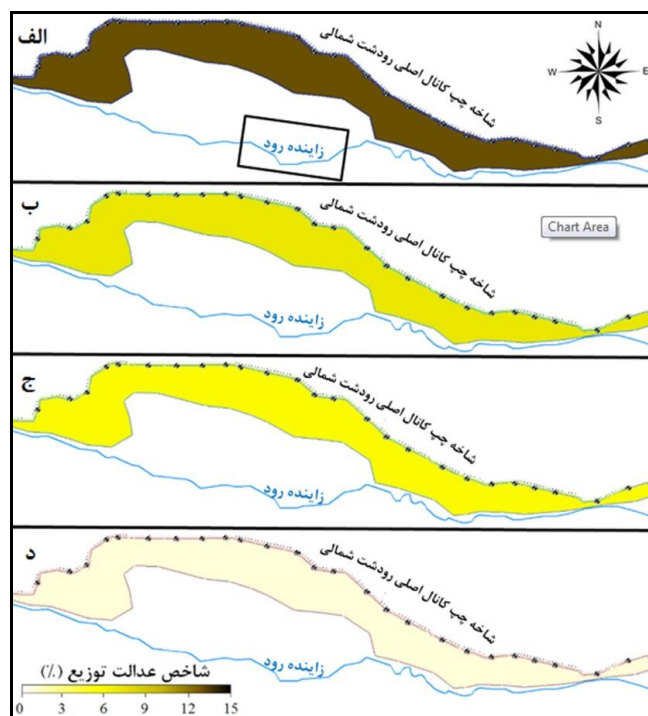 الف
شاخه چپ کانال اصلی رودشت شمالی
N
W
E
S
زاینده رود
ب
شاخه چپ کانال اصلی رودشت شمالی
Chart Area
زاینده رود
ج
شاخه چپ کانال اصلی رودشت شمالی
زاینده رود
د
شاخه چپ کانال اصلی رودشت شمالی
زاینده رود
شاخص عدالت توزیع (%)
0 3 6 9 12 15